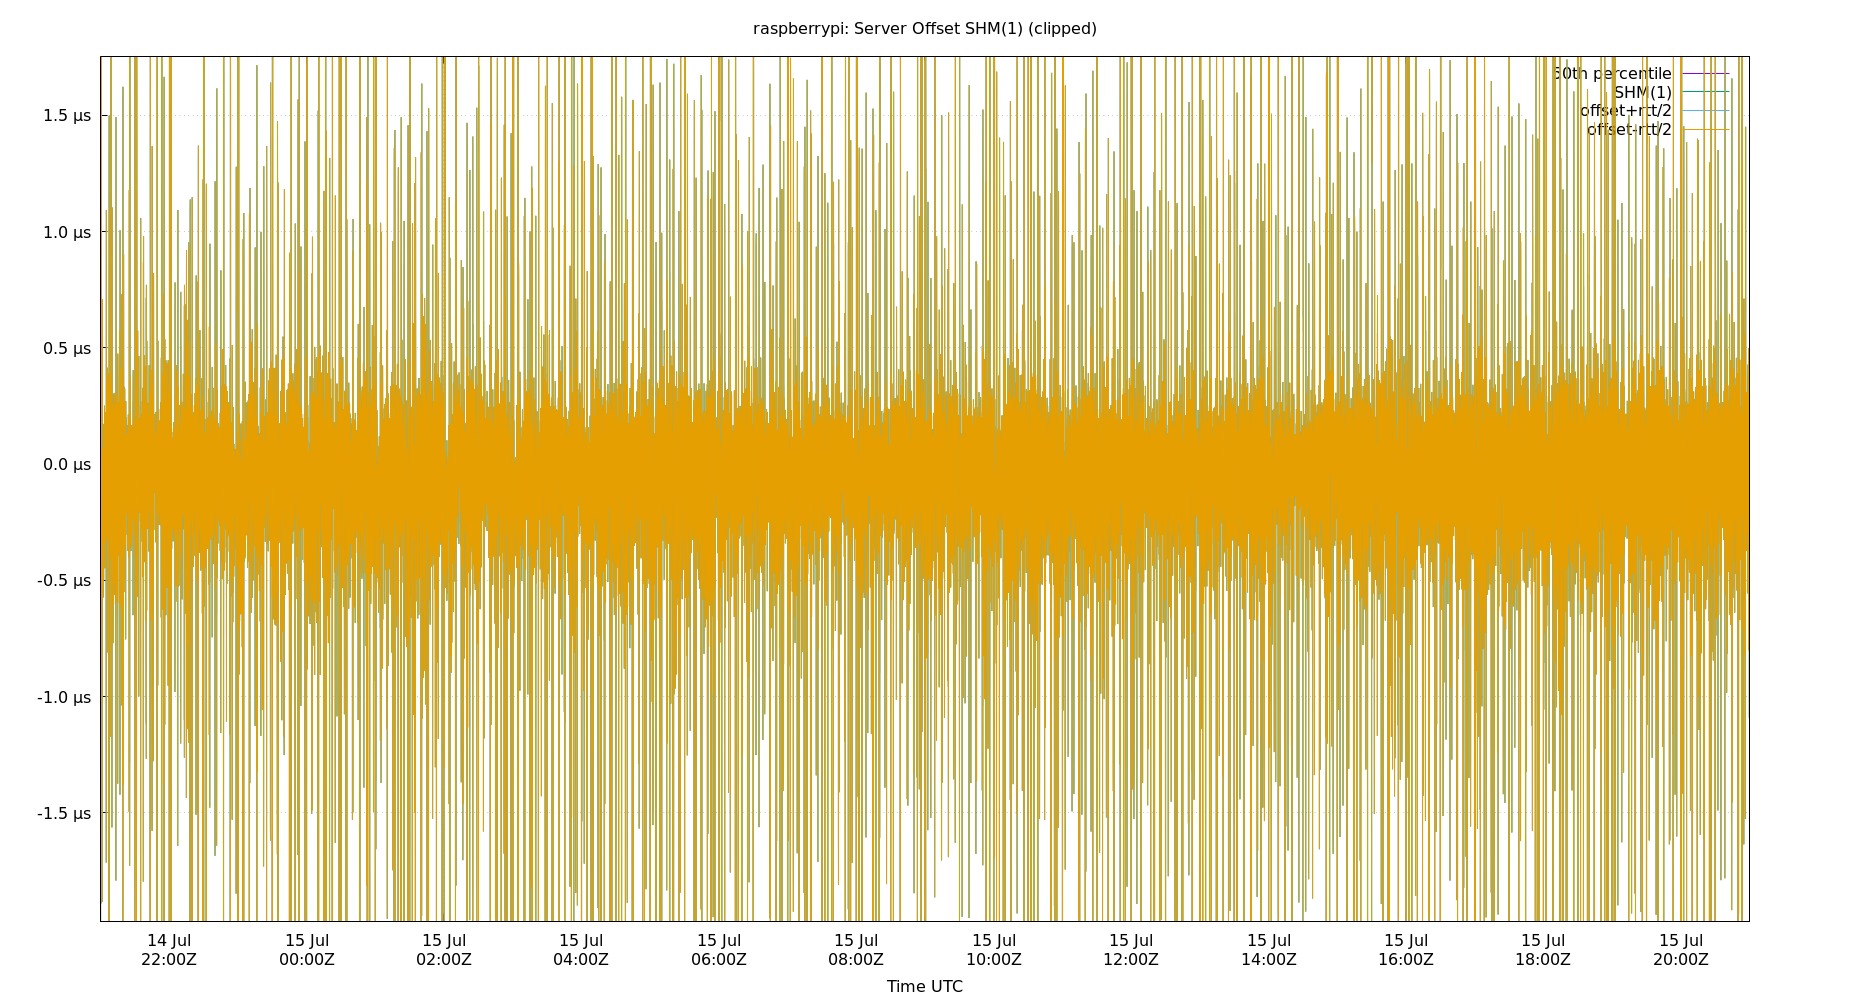 raspberrypi: Server Offset SHM(1) (clipped)
50th percentile
SHM(1)
offset+rtt/2
offset-rtt/2
1.5 µs
1.0 µs
0.5 µs
0.0 µs
-0.5 µs
-1.0 µs
-1.5 µs
14 Jul 15 Jul 15 Jul 15 Jul 15 Jul 15 Jul 15 Jul 15 Jul 15 Jul 15 Jul 15 Jul 15 Jul
22:00Z 00:00Z 02:00Z 04:00Z 06:00Z 08:00Z 10:00Z 12:00Z 14:00Z 16:00Z 18:00Z 20:00Z
Time UTC